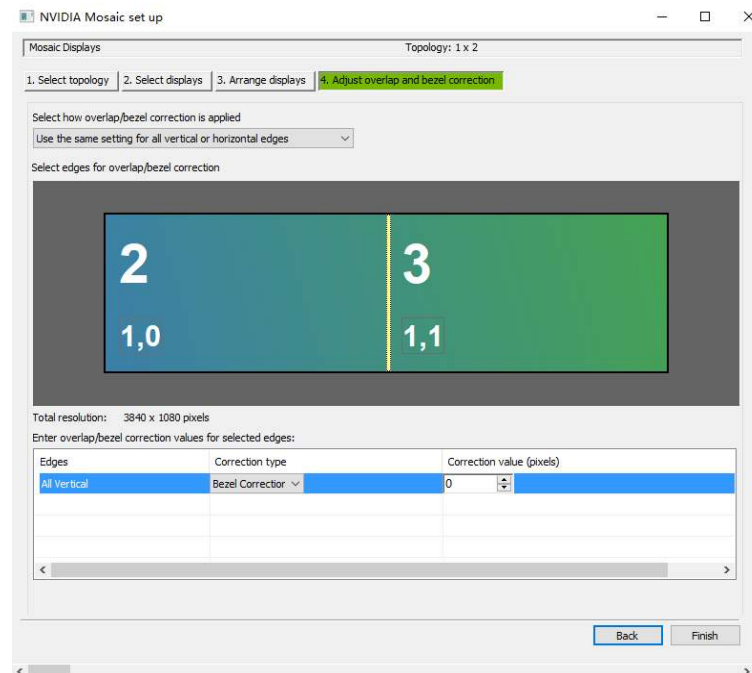 NVIDIA Mosaic set up
Mosaic Displays Topology: 1 x 2
1. Select topology 2. Select displays 3. Arrange displays 4. Adjust overlap and bezel correction
Select how overlap/bezel correction is applied
Use the same setting for all vertical or horizontal edges
Select edges for overlap/bezel correction
2 3
1,0 1,1
Total resolution: 3840 x 1080 pixels
Enter overlap/bezel correction values for selected edges:
Edges Correction type Correction value (pixels)
All Vertical Bezel Correctior 0
Back Finish